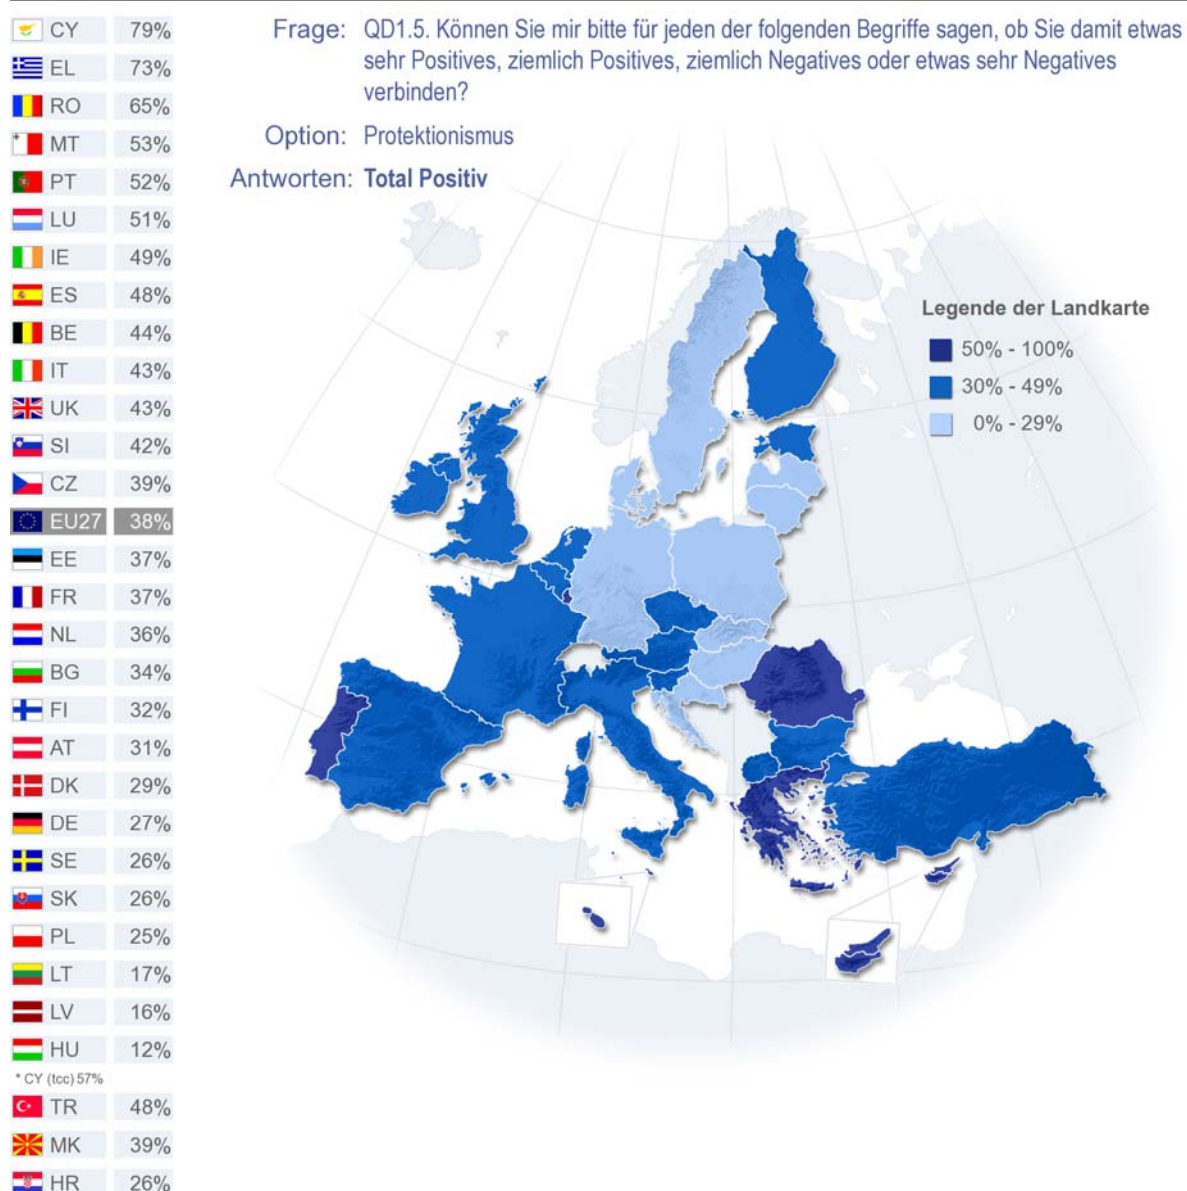 Frage: QD1.5. Können Sie mir bitte für jeden der folgenden Begriffe sagen, ob Sie damit etwas
sehr Positives, ziemlich Positives, ziemlich Negatives oder etwas sehr Negatives
verbinden?
Option: Protektionismus
Antworten: Total Positiv
CY 79%
EL 73%
RO 65%
MT 53%
PT 52%
LU 51%
IE 49%
ES 48%
BE 44%
IT 43%
UK 43%
SI 42%
CZ 39%
EU27 38%
EE 37%
FR 37%
NL 36%
BG 34%
FI 32%
AT 31%
DK 29%
DE 27%
SE 26%
SK 26%
PL 25%
LT 17%
LV 16%
HU 12%
* CY (tcc) 57%
TR 48%
MK 39%
HR 26%
Legende der Landkarte
50% - 100%
30% - 49%
0% - 29%